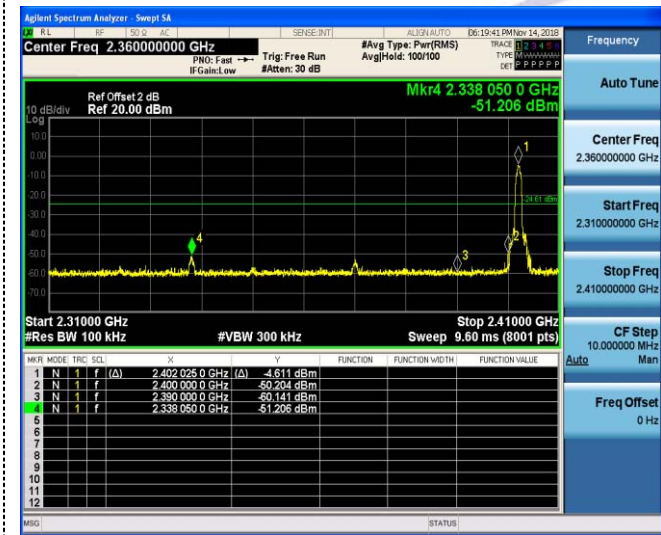 Agilent Spectrum Analyzer - Swept SA
RL RF 50 Ω AC SENSE:INT ALIGN AUTO 06:19:41 PM Nov 14, 2018
Center Freq 2.360000000 GHz
PNO: Fast Trig: Free Run
IFGain:Low #Atten: 30 dB
#Avg Type: Pwr(RMS)
Avg|Hold: 100/100
TRACE 1 2 3 4 5 6
TYPE M
DET P P P P P P
Frequency
Auto Tune
Center Freq
2.360000000 GHz
Start Freq
2.310000000 GHz
Stop Freq
2.410000000 GHz
CF Step
10.000000 MHz
Auto Man
Freq Offset
0 Hz
Ref Offset 2 dB
10 dB/div Ref 20.00 dBm
Log
Mkr4 2.338 050 0 GHz
-51.206 dBm
10.0
0.00
-10.0
-20.0
-30.0
-40.0
-50.0
-60.0
-70.0
1
-24.61 dBm
2
4
3
Start 2.31000 GHz Stop 2.41000 GHz
#Res BW 100 kHz #VBW 300 kHz Sweep 9.60 ms (8001 pts)
MKR MODE TRC SCL X Y FUNCTION FUNCTION WIDTH FUNCTION VALUE
1 N 1 f (Δ) 2.402 025 0 GHz (Δ) -4.611 dBm
2 N 1 f 2.400 000 0 GHz -50.204 dBm
3 N 1 f 2.390 000 0 GHz -60.141 dBm
4 N 1 f 2.338 050 0 GHz -51.206 dBm
5
6
7
8
9
10
11
12
MSG STATUS